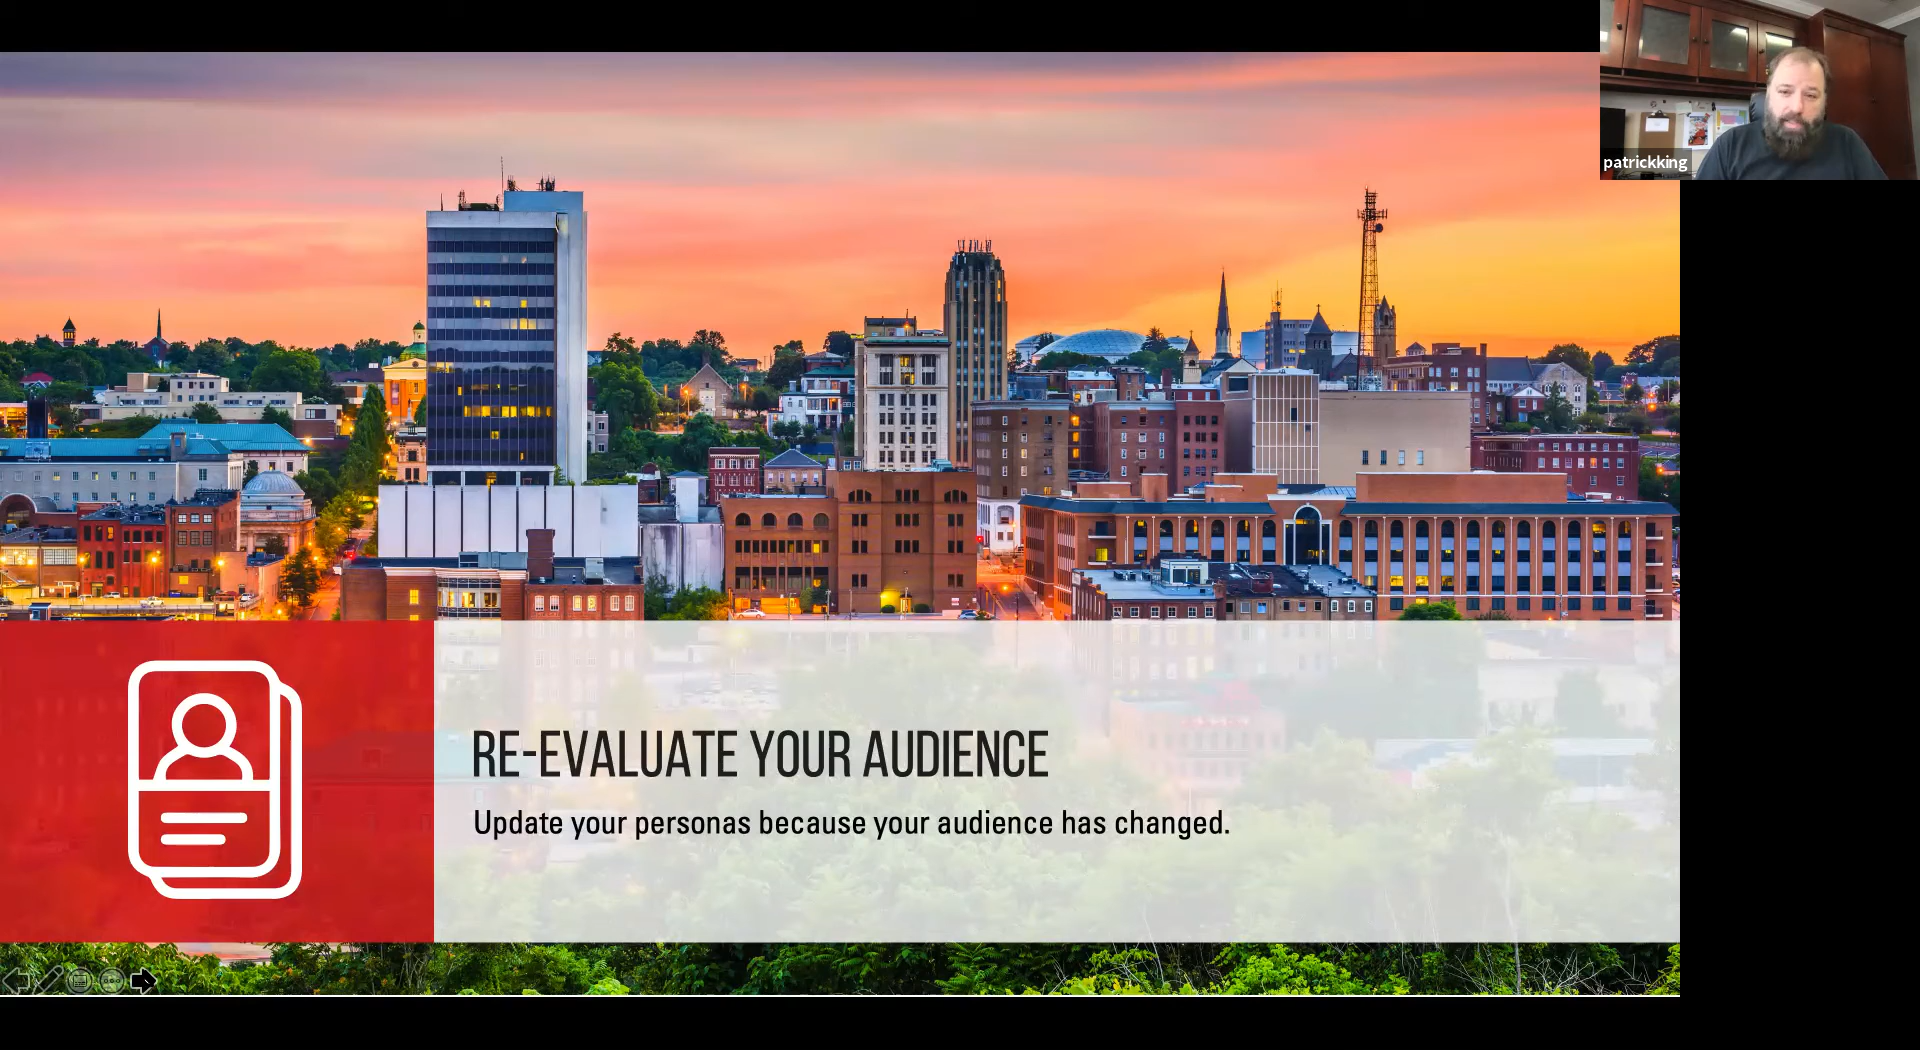 patrickking
RE-EVALUATE YOUR AUDIENCE
Update your personas because your audience has changed.